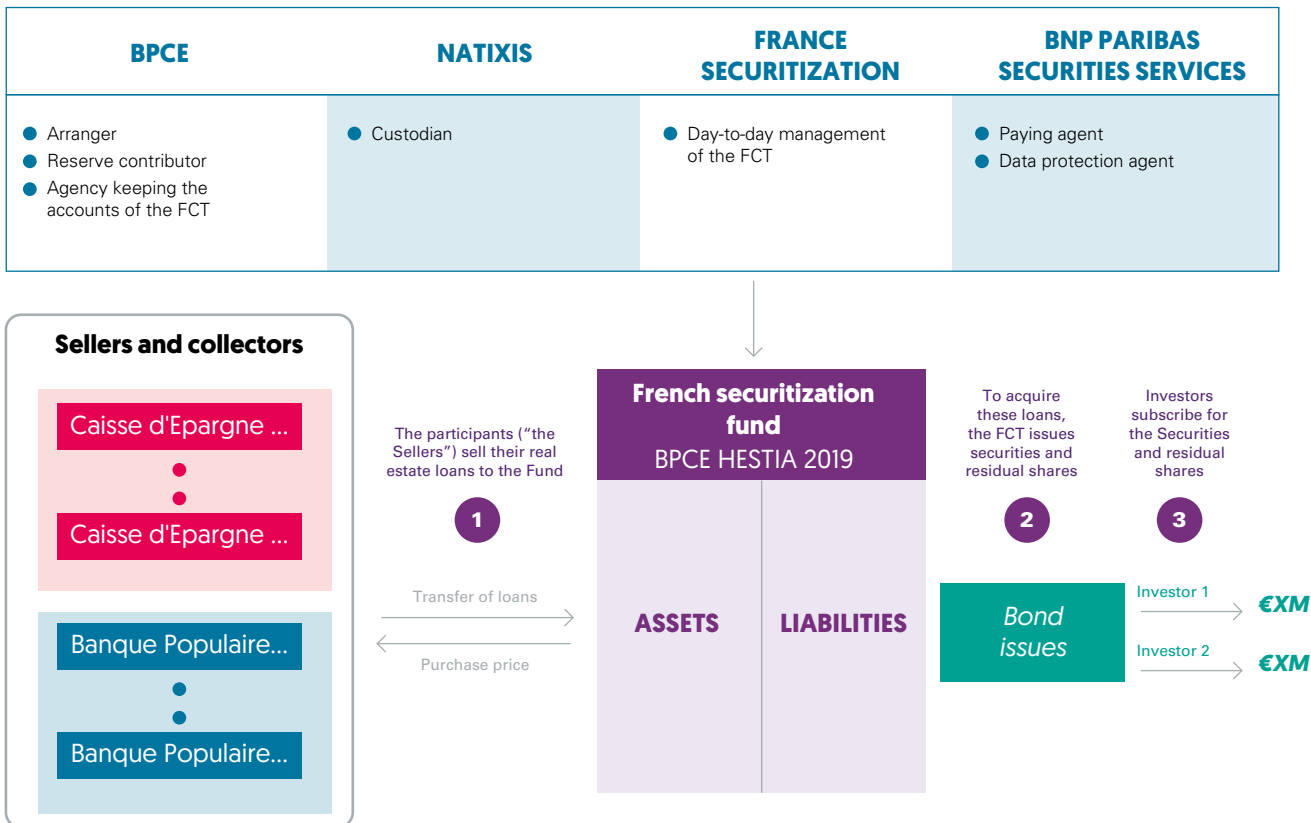 BPCE
NATIXIS
FRANCE
SECURITIZATION
BNP PARIBAS
SECURITIES SERVICES
Arranger
Reserve contributor
Agency keeping the
accounts of the FCT
Custodian
Day-to-day management
of the FCT
Paying agent
Data protection agent
Sellers and collectors
Caisse d'Epargne ...
Caisse d'Epargne ...
Banque Populaire...
Banque Populaire...
The participants (“the
Sellers”) sell their real
estate loans to the Fund
1
Transfer of loans
Purchase price
French securitization
fund
BPCE HESTIA 2019
ASSETS
LIABILITIES
To acquire
these loans,
the FCT issues
securities and
residual shares
2
Investors
subscribe for
the Securities
and residual
shares
3
Bond
issues
Investor 1
€XM
Investor 2
€XM